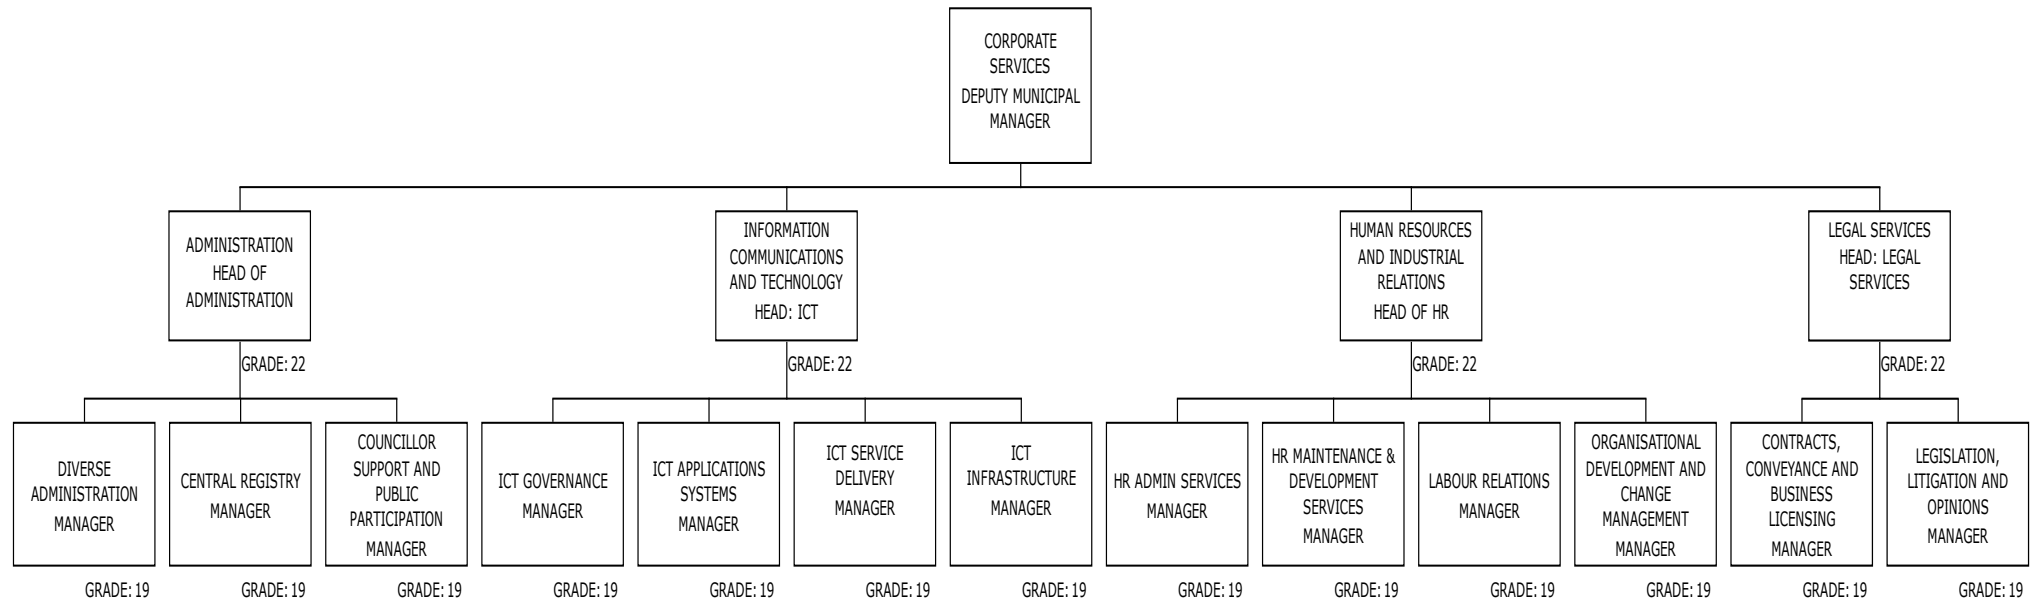 CORPORATE
SERVICES
DEPUTY MUNICIPAL
MANAGER
ADMINISTRATION
HEAD OF
ADMINISTRATION
GRADE: 22
INFORMATION
COMMUNICATIONS
AND TECHNOLOGY
HEAD: ICT
GRADE: 22
HUMAN RESOURCES
AND INDUSTRIAL
RELATIONS
HEAD OF HR
GRADE: 22
LEGAL SERVICES
HEAD: LEGAL
SERVICES
GRADE: 22
DIVERSE
ADMINISTRATION
MANAGER
GRADE: 19
CENTRAL REGISTRY
MANAGER
GRADE: 19
COUNCILLOR
SUPPORT AND
PUBLIC
PARTICIPATION
MANAGER
GRADE: 19
ICT GOVERNANCE
MANAGER
GRADE: 19
ICT APPLICATIONS
SYSTEMS
MANAGER
GRADE: 19
ICT SERVICE
DELIVERY
MANAGER
GRADE: 19
ICT
INFRASTRUCTURE
MANAGER
GRADE: 19
HR ADMIN SERVICES
MANAGER
GRADE: 19
HR MAINTENANCE &
DEVELOPMENT
SERVICES
MANAGER
GRADE: 19
LABOUR RELATIONS
MANAGER
GRADE: 19
ORGANISATIONAL
DEVELOPMENT AND
CHANGE
MANAGEMENT
MANAGER
GRADE: 19
CONTRACTS,
CONVEYANCE AND
BUSINESS
LICENSING
MANAGER
GRADE: 19
LEGISLATION,
LITIGATION AND
OPINIONS
MANAGER
GRADE: 19